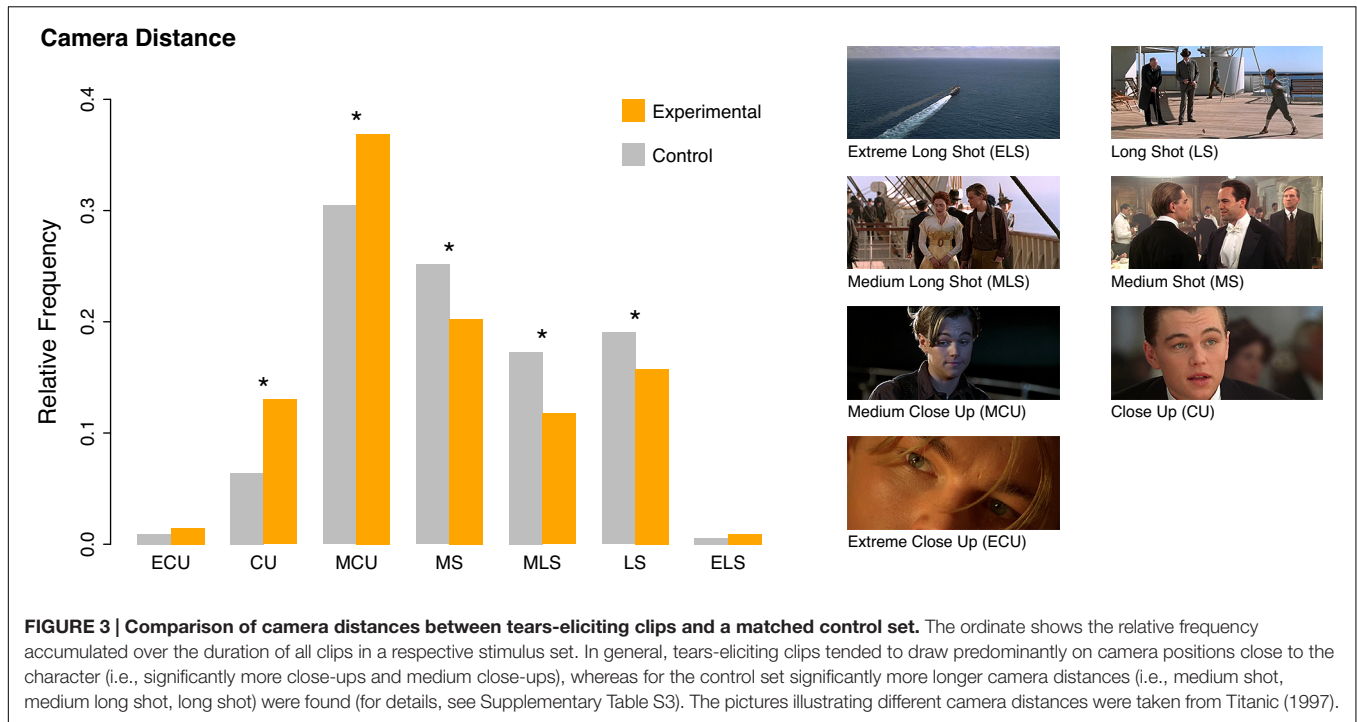 Camera Distance
0.4
0.3
0.2
0.1
0.0
Relative Frequency
Experimental
Control
*
*
*
*
*
ECU CU MCU MS MLS LS ELS
Extreme Long Shot (ELS)
Long Shot (LS)
Medium Long Shot (MLS)
Medium Shot (MS)
Medium Close Up (MCU)
Close Up (CU)
Extreme Close Up (ECU)
FIGURE 3 | Comparison of camera distances between tears-eliciting clips and a matched control set. The ordinate shows the relative frequency
accumulated over the duration of all clips in a respective stimulus set. In general, tears-eliciting clips tended to draw predominantly on camera positions close to the
character (i.e., significantly more close-ups and medium close-ups), whereas for the control set significantly more longer camera distances (i.e., medium shot,
medium long shot, long shot) were found (for details, see Supplementary Table S3). The pictures illustrating different camera distances were taken from Titanic (1997).